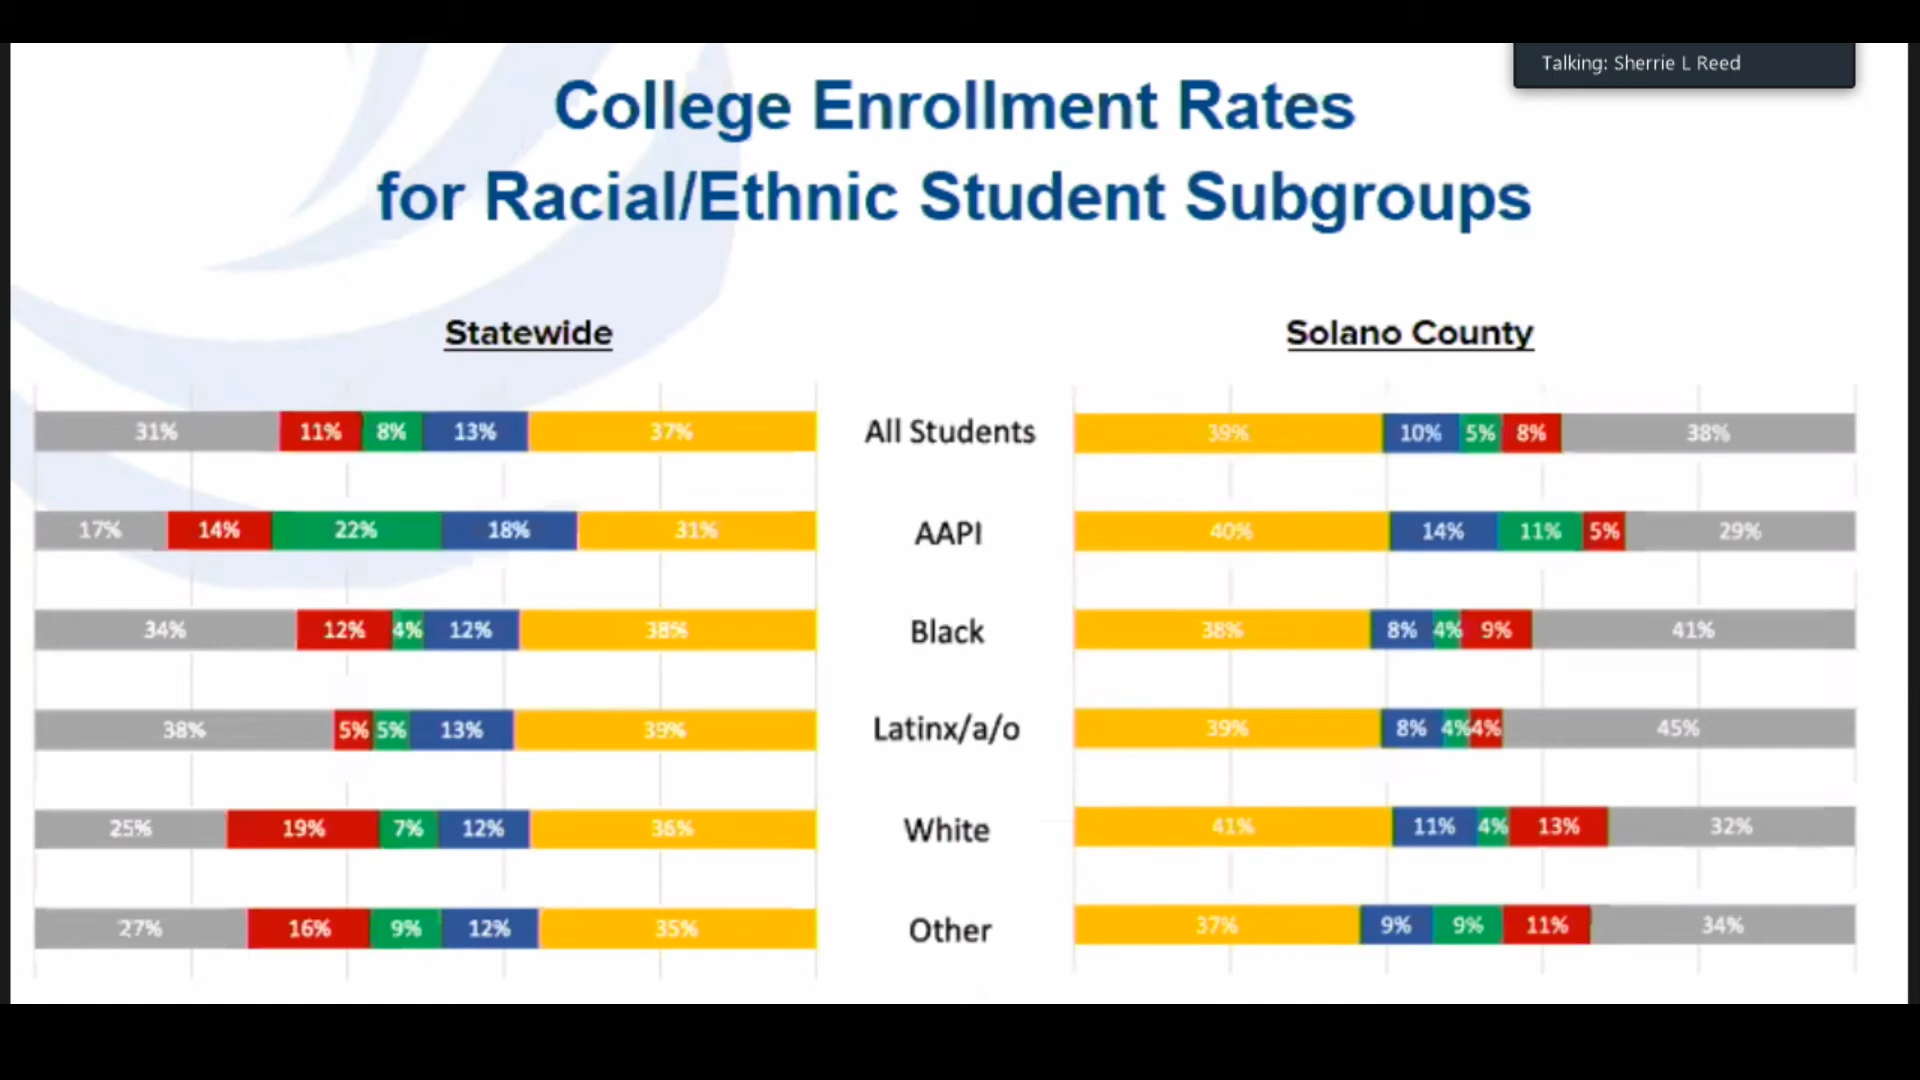 Talking: Sherrie L Reed
College Enrollment Rates
for Racial/Ethnic Student Subgroups
Statewide
Solano County
31% 11% 8% 13% 37% All Students 39% 10% 5% 8% 38%
17% 14% 22% 18% 31% AAPI 40% 14% 11% 5% 29%
34% 12% 4% 12% 38% Black 38% 8% 4% 9% 41%
38% 5% 5% 13% 39% Latinx/a/o 39% 8% 4% 4% 45%
25% 19% 7% 12% 36% White 41% 11% 4% 13% 32%
27% 16% 9% 12% 35% Other 37% 9% 9% 11% 34%